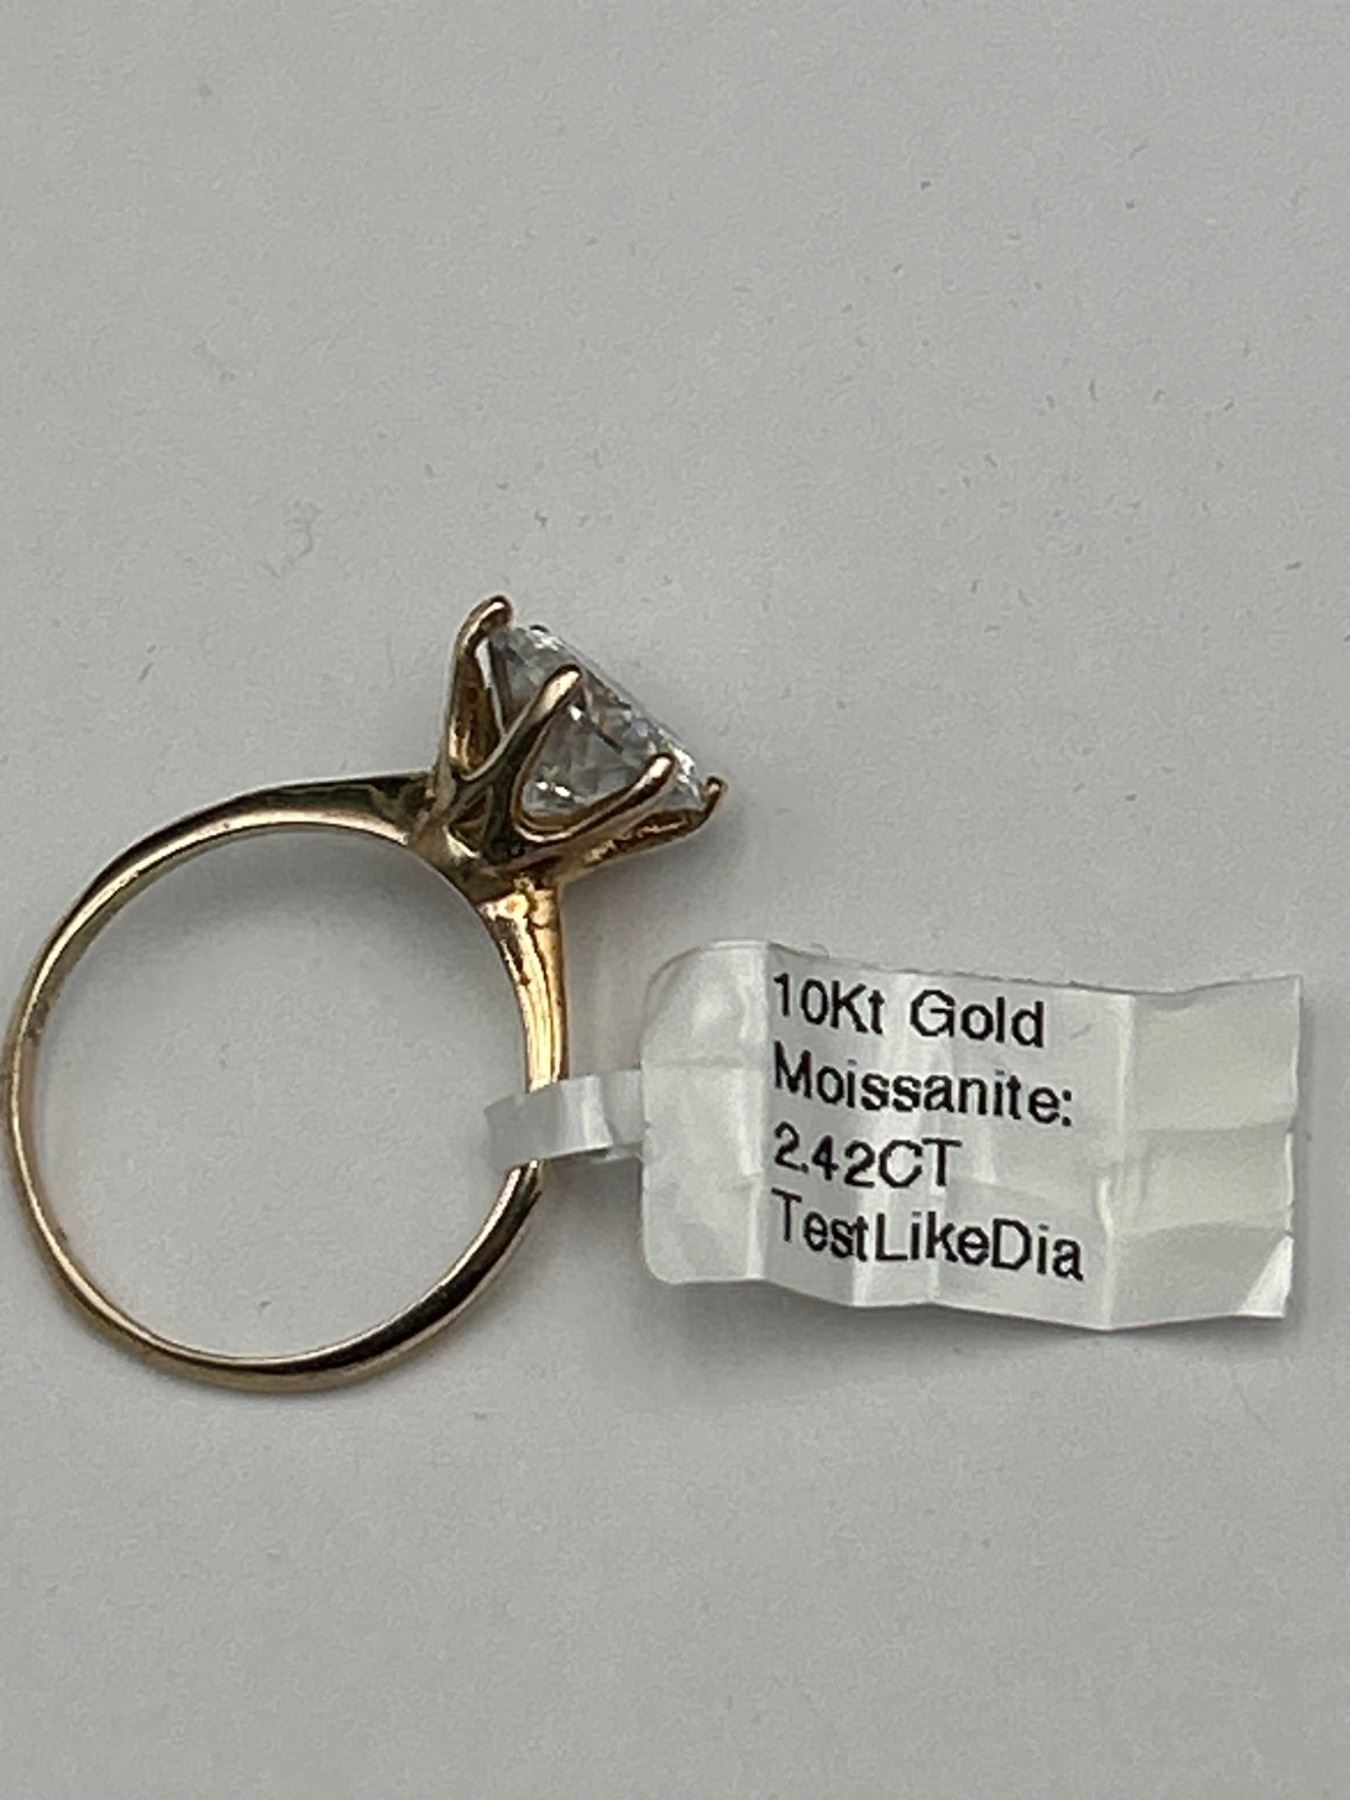 10Kt Gold
Moissanite:
2.42CT
TestLikeDia